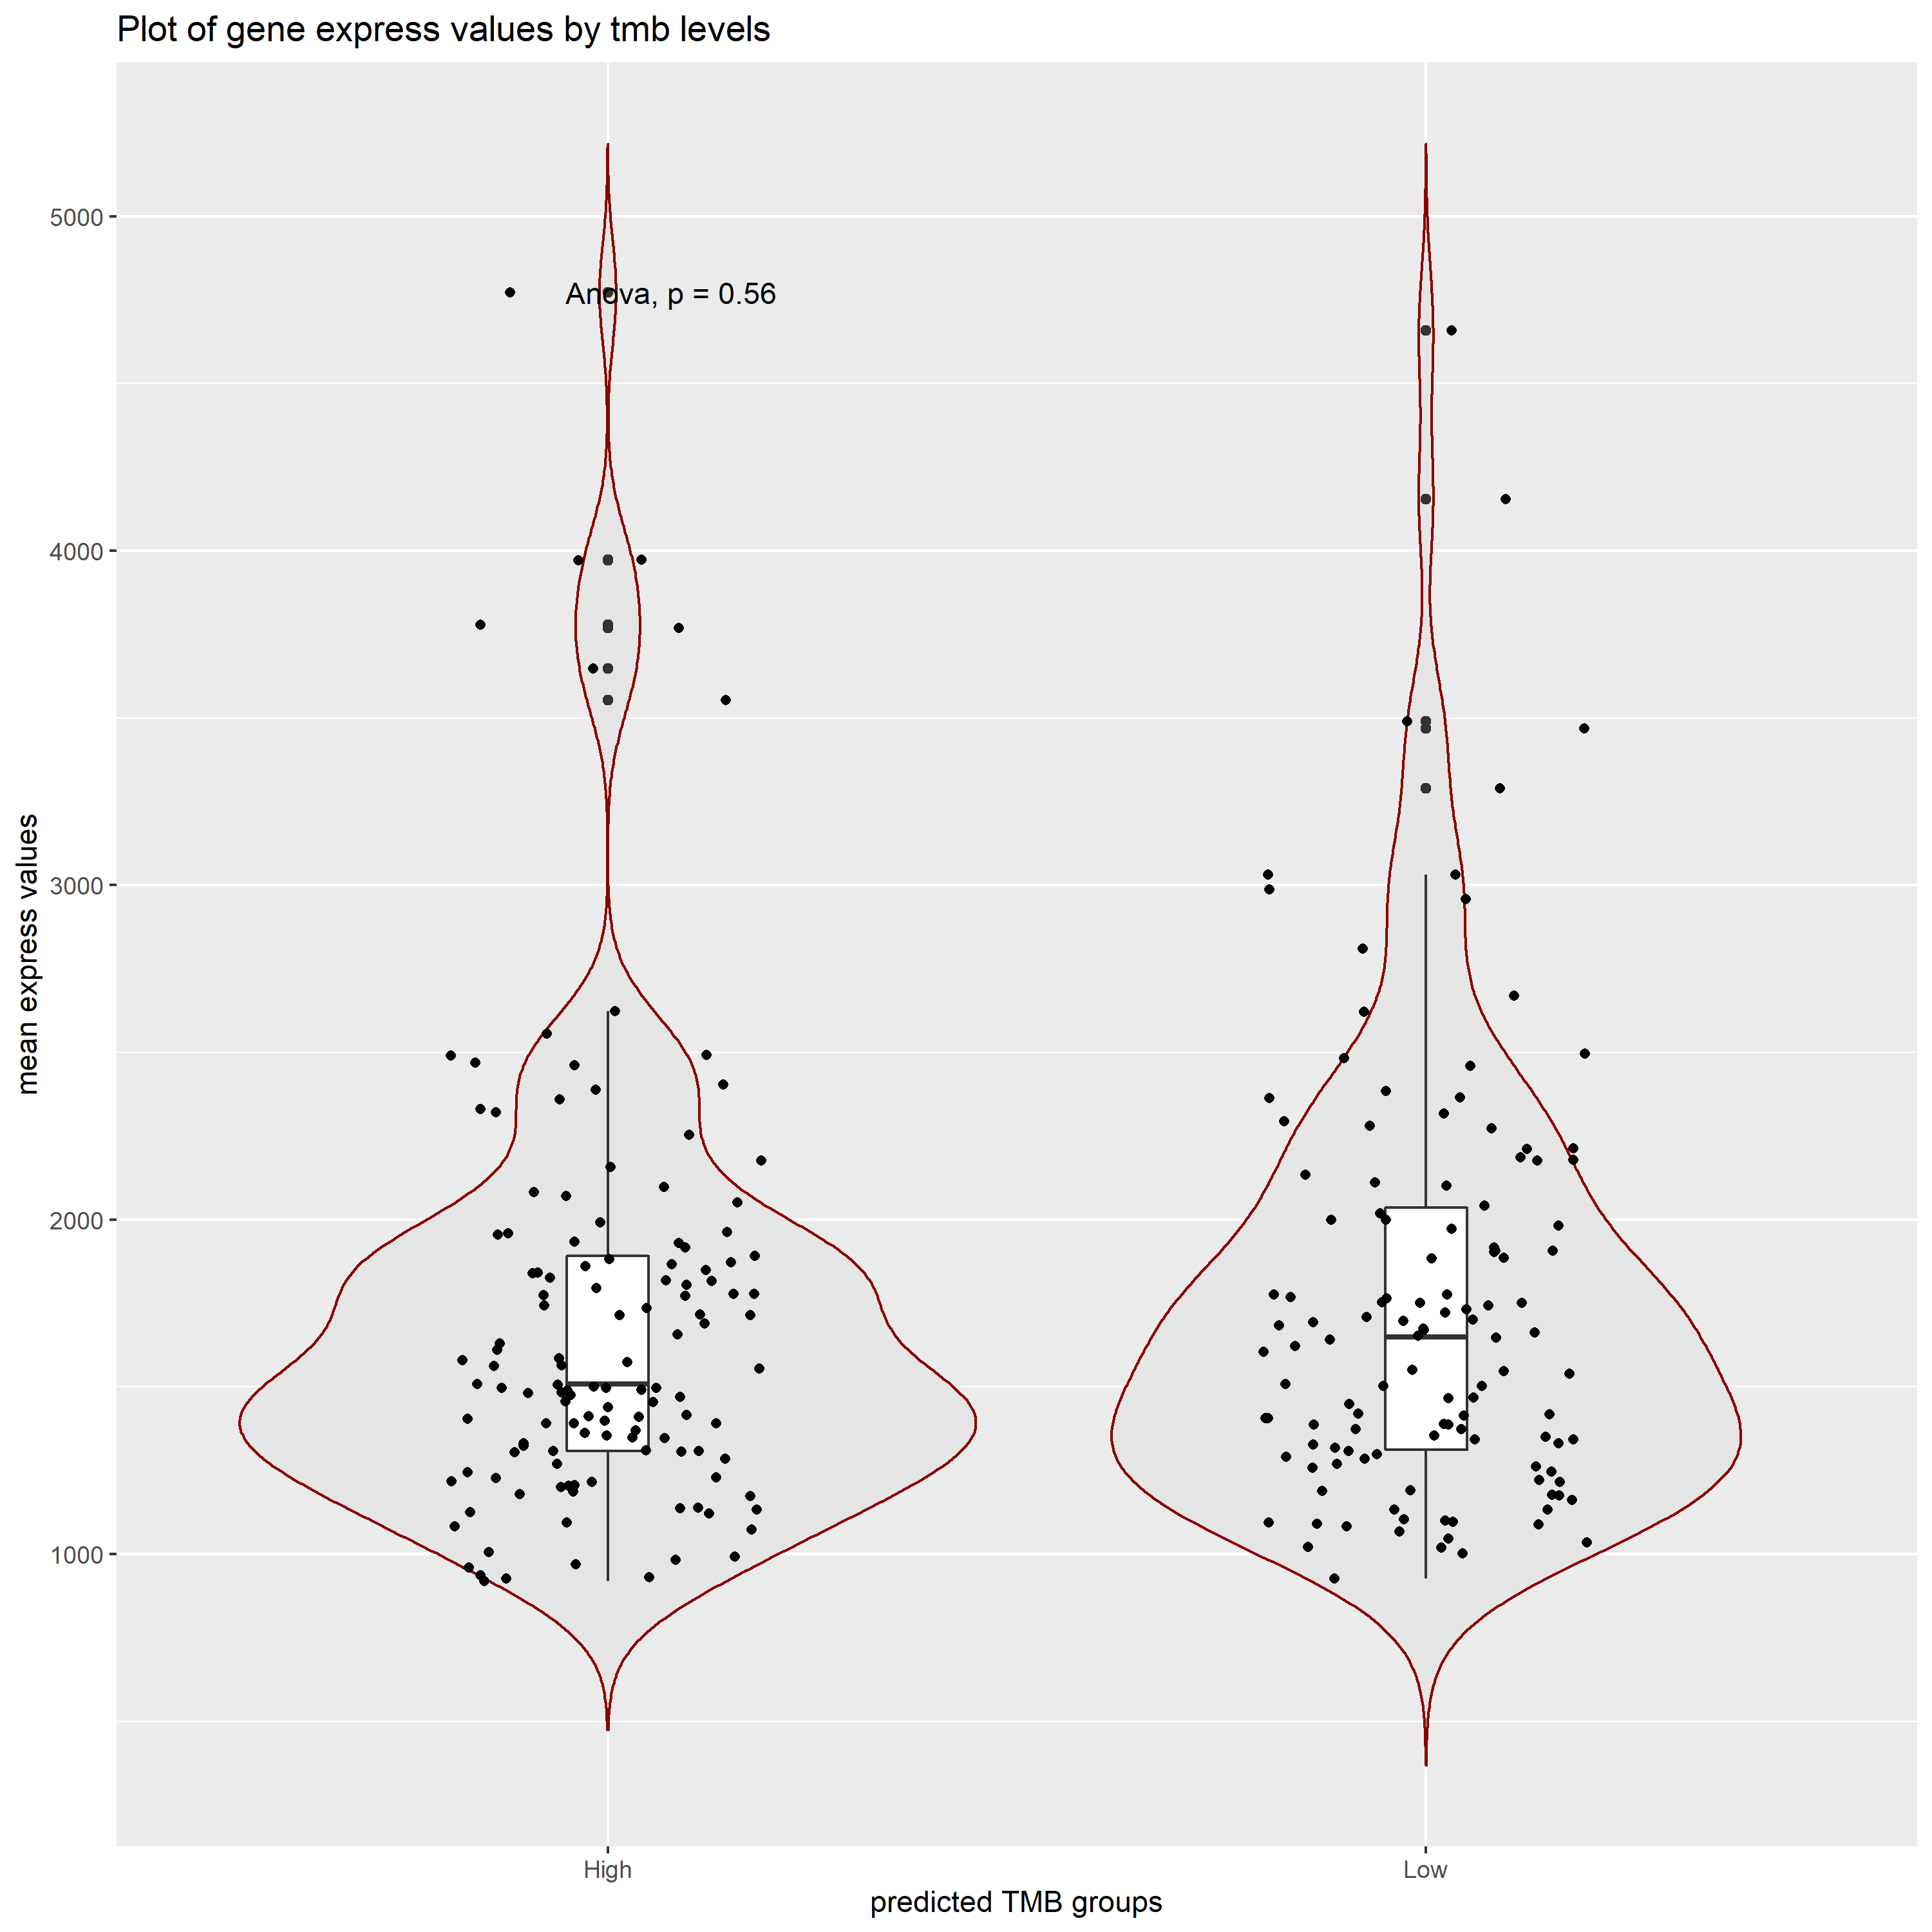 Plot of gene express values by tmb levels
mean express values
5000
4000
3000
2000
1000
Anova, p = 0.56
High
Low
predicted TMB groups